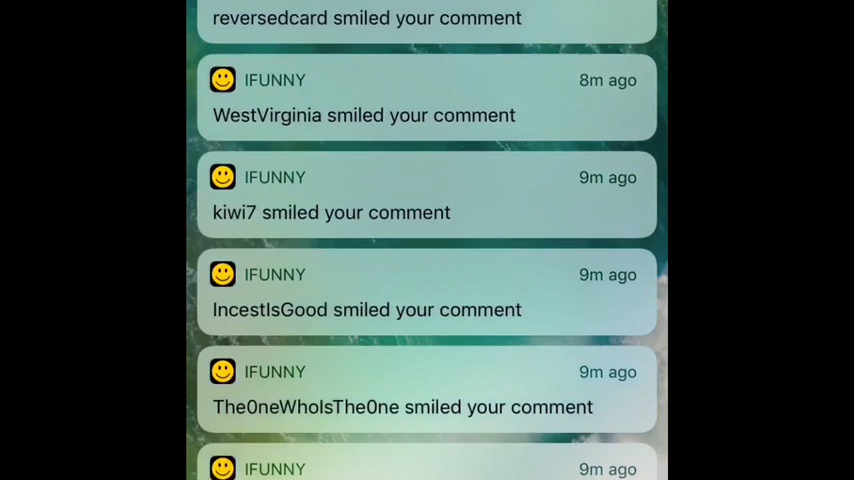 reversedcard smiled your comment
IFUNNY 8m ago
WestVirginia smiled your comment
IFUNNY 9m ago
kiwi7 smiled your comment
IFUNNY 9m ago
IncestIsGood smiled your comment
IFUNNY 9m ago
The0neWhoIsThe0ne smiled your comment
IFUNNY 9m ago